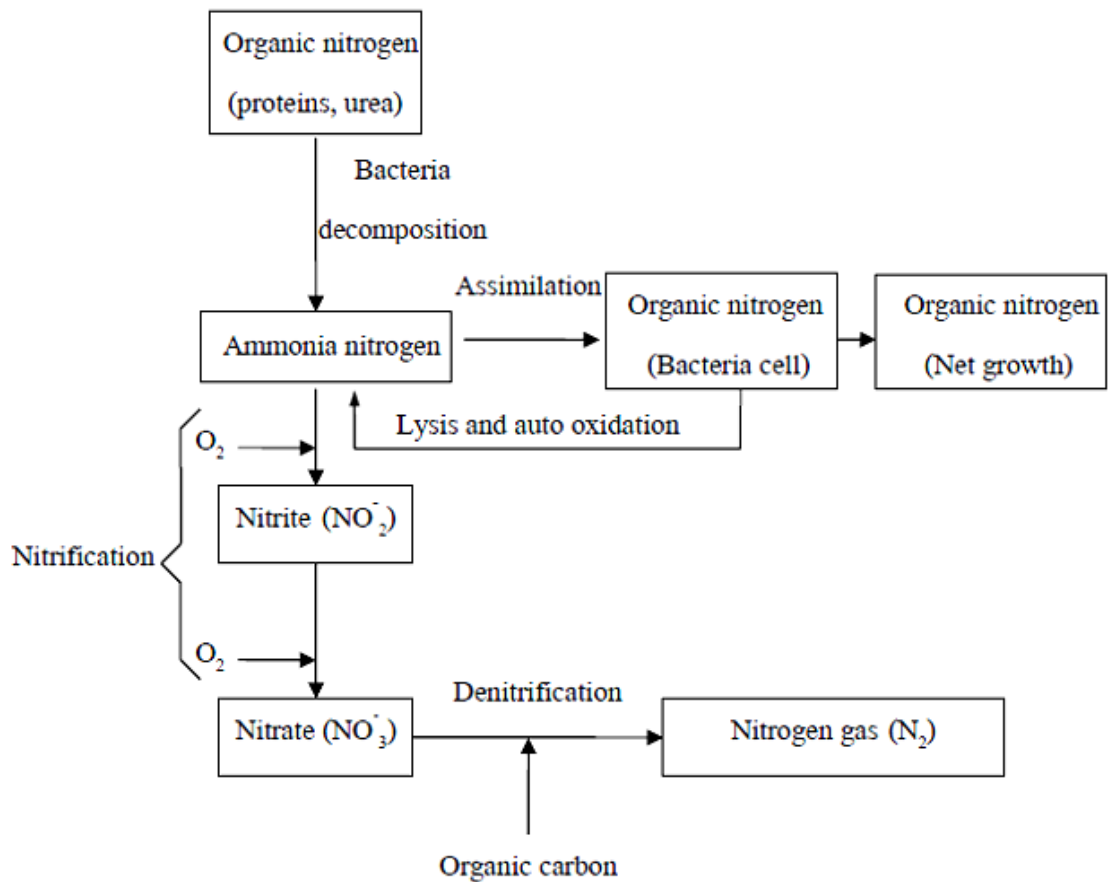 Organic nitrogen
(proteins, urea)
Bacteria
decomposition
Assimilation
Organic nitrogen
(Bacteria cell)
Organic nitrogen
(Net growth)
Ammonia nitrogen
Lysis and auto oxidation
O₂
Nitrite (NO⁻₂)
Nitrification
O₂
Denitrification
Nitrate (NO⁻₃)
Nitrogen gas (N₂)
Organic carbon